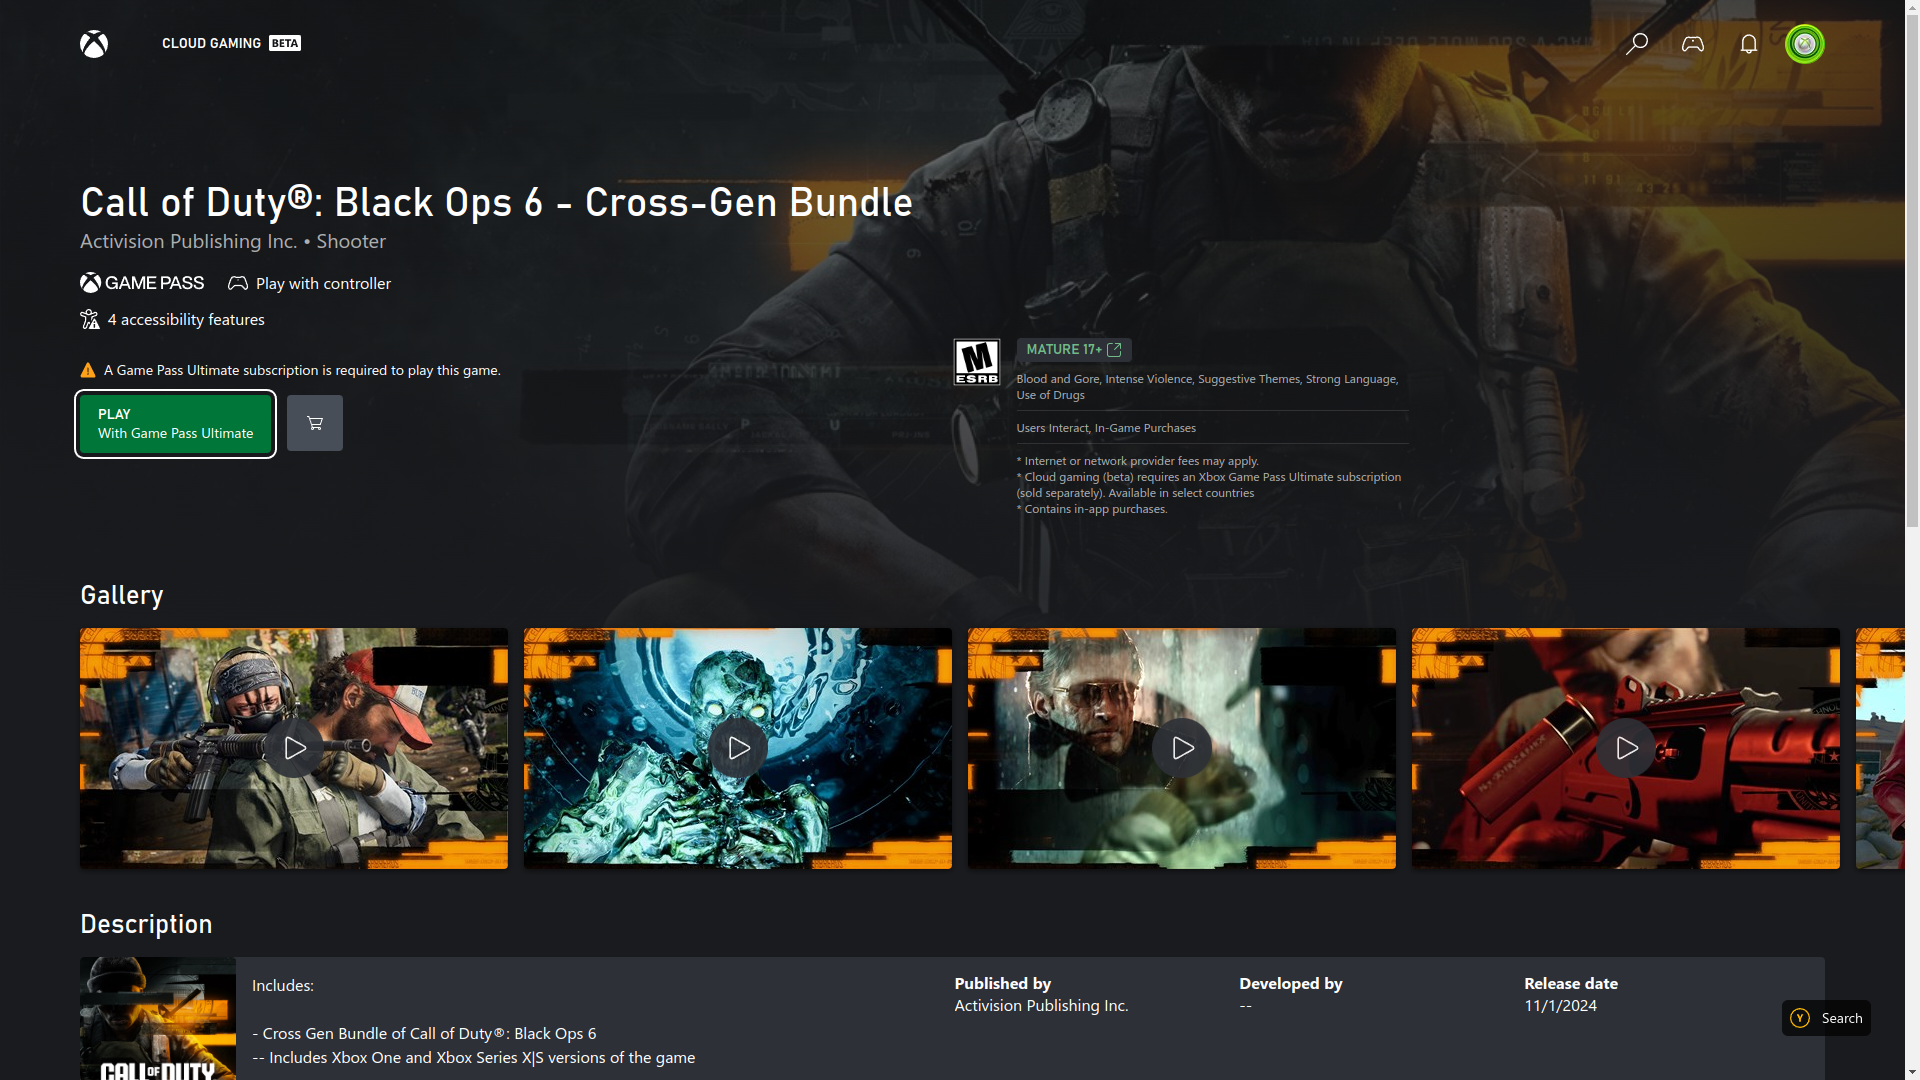 CLOUD GAMING BETA
Call of Duty®: Black Ops 6 - Cross-Gen Bundle
Activision Publishing Inc. • Shooter
GAME PASS
Play with controller
4 accessibility features
A Game Pass Ultimate subscription is required to play this game.
PLAY
With Game Pass Ultimate
M
ESRB
MATURE 17+
Blood and Gore, Intense Violence, Suggestive Themes, Strong Language,
Use of Drugs
Users Interact, In-Game Purchases
* Internet or network provider fees may apply.
* Cloud gaming (beta) requires an Xbox Game Pass Ultimate subscription
(sold separately). Available in select countries
* Contains in-app purchases.
Gallery
Description
CALL OF DUTY
Includes:
- Cross Gen Bundle of Call of Duty®: Black Ops 6
-- Includes Xbox One and Xbox Series X|S versions of the game
Published by
Activision Publishing Inc.
Developed by
--
Release date
11/1/2024
Y Search